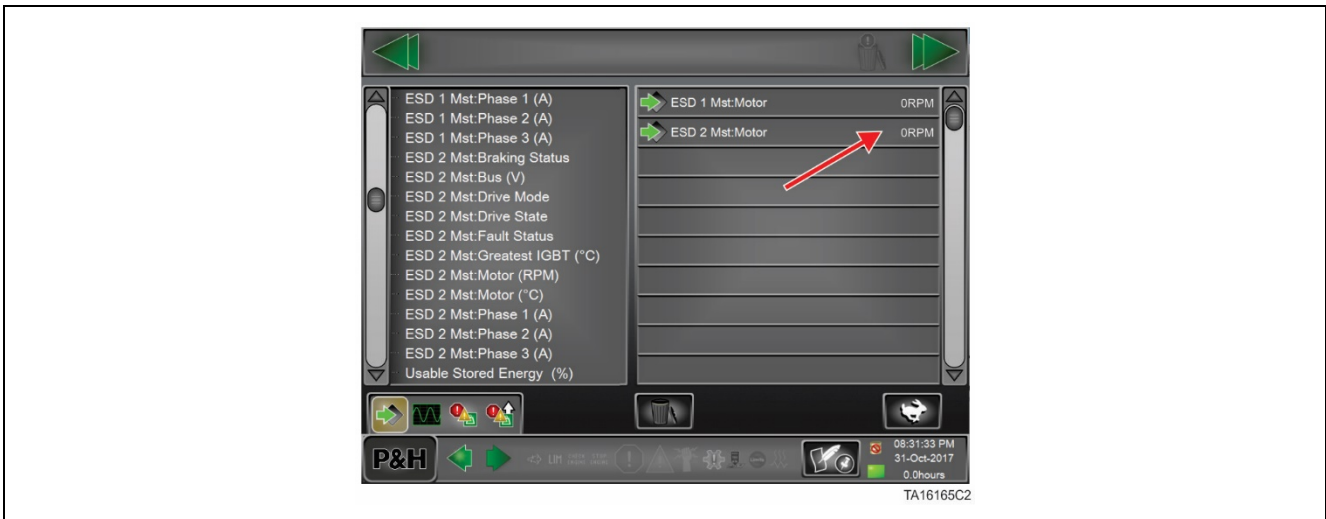 ESD 1 Mst:Phase 1 (A)
ESD 1 Mst:Phase 2 (A)
ESD 1 Mst:Phase 3 (A)
ESD 2 Mst:Braking Status
ESD 2 Mst:Bus (V)
ESD 2 Mst:Drive Mode
ESD 2 Mst:Drive State
ESD 2 Mst:Fault Status
ESD 2 Mst:Greatest IGBT (°C)
ESD 2 Mst:Motor (RPM)
ESD 2 Mst:Motor (°C)
ESD 2 Mst:Phase 1 (A)
ESD 2 Mst:Phase 2 (A)
ESD 2 Mst:Phase 3 (A)
Usable Stored Energy (%)
ESD 1 Mst:Motor 0RPM
ESD 2 Mst:Motor 0RPM
P&H
LIM
08:31:33 PM
31-Oct-2017
0.0hours
TA16165C2